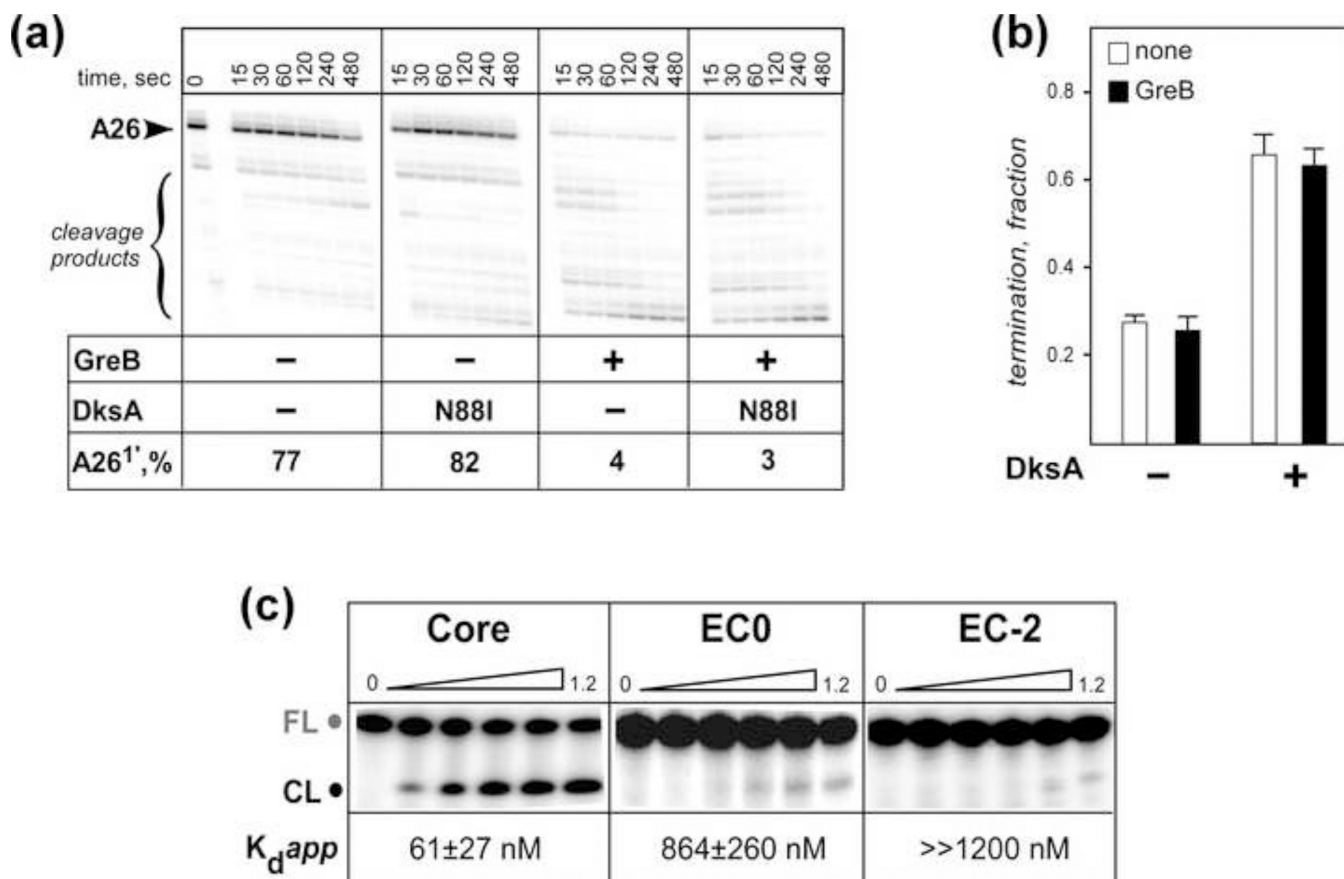 (a)
time, sec 0 15 30 60 120 240 480 15 30 60 120 240 480 15 30 60 120 240 480 15 30 60 120 240 480
A26
cleavage
products
GreB − − + +
DksA − N88I − N88I
A26¹',% 77 82 4 3
(b)
none
GreB
termination, fraction
0.8
0.6
0.4
0.2
DksA − +
(c)
Core EC0 EC-2
0 1.2 0 1.2 0 1.2
FL
CL
Kdapp 61±27 nM 864±260 nM >>1200 nM